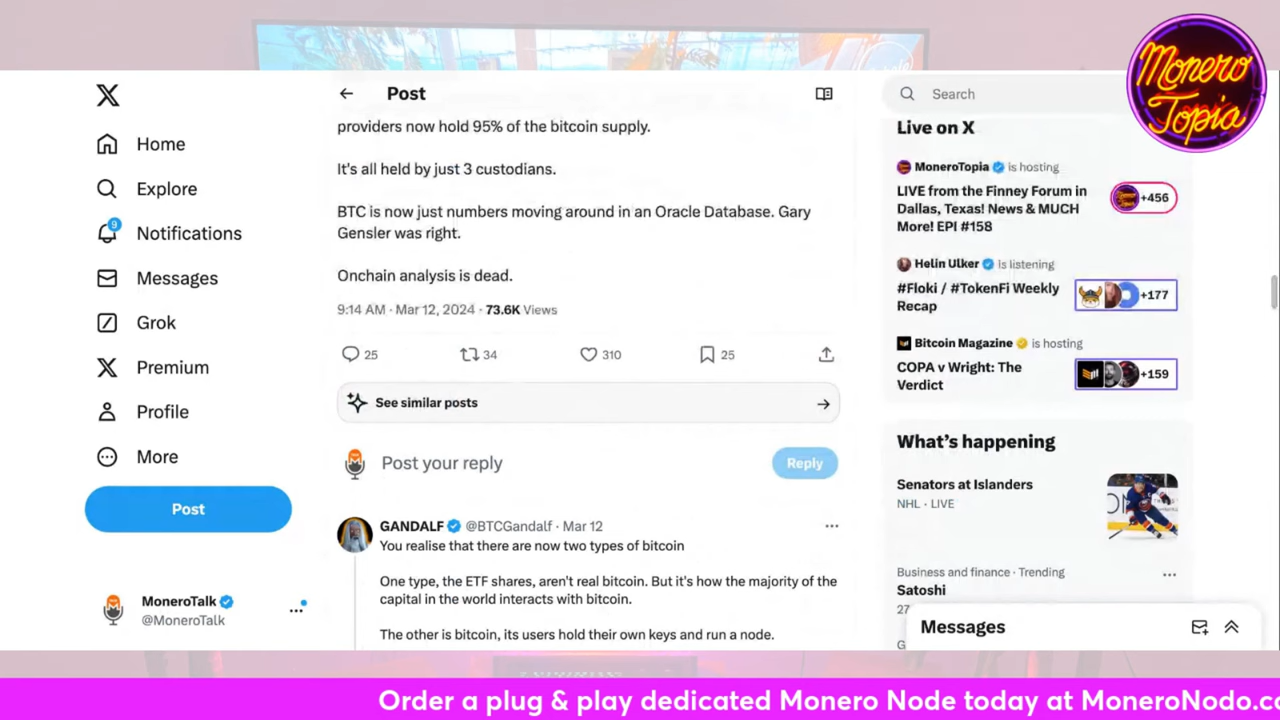 Monero
Topia
Home
Explore
9
Notifications
Messages
Grok
Premium
Profile
More
Post
MoneroTalk
@MoneroTalk
Post
providers now hold 95% of the bitcoin supply.
It's all held by just 3 custodians.
BTC is now just numbers moving around in an Oracle Database. Gary
Gensler was right.
Onchain analysis is dead.
9:14 AM · Mar 12, 2024 · 73.6K Views
25
34
310
25
See similar posts
Post your reply
Reply
GANDALF @BTCGandalf · Mar 12
You realise that there are now two types of bitcoin
One type, the ETF shares, aren't real bitcoin. But it's how the majority of the
capital in the world interacts with bitcoin.
The other is bitcoin, its users hold their own keys and run a node.
Search
Live on X
MoneroTopia is hosting
LIVE from the Finney Forum in
Dallas, Texas! News & MUCH
More! EPI #158
+456
Helin Ulker is listening
#Floki / #TokenFi Weekly
Recap
+177
Bitcoin Magazine is hosting
COPA v Wright: The
Verdict
+159
What's happening
Senators at Islanders
NHL · LIVE
Business and finance · Trending
Satoshi
27
Messages
Order a plug & play dedicated Monero Node today at MoneroNodo.c